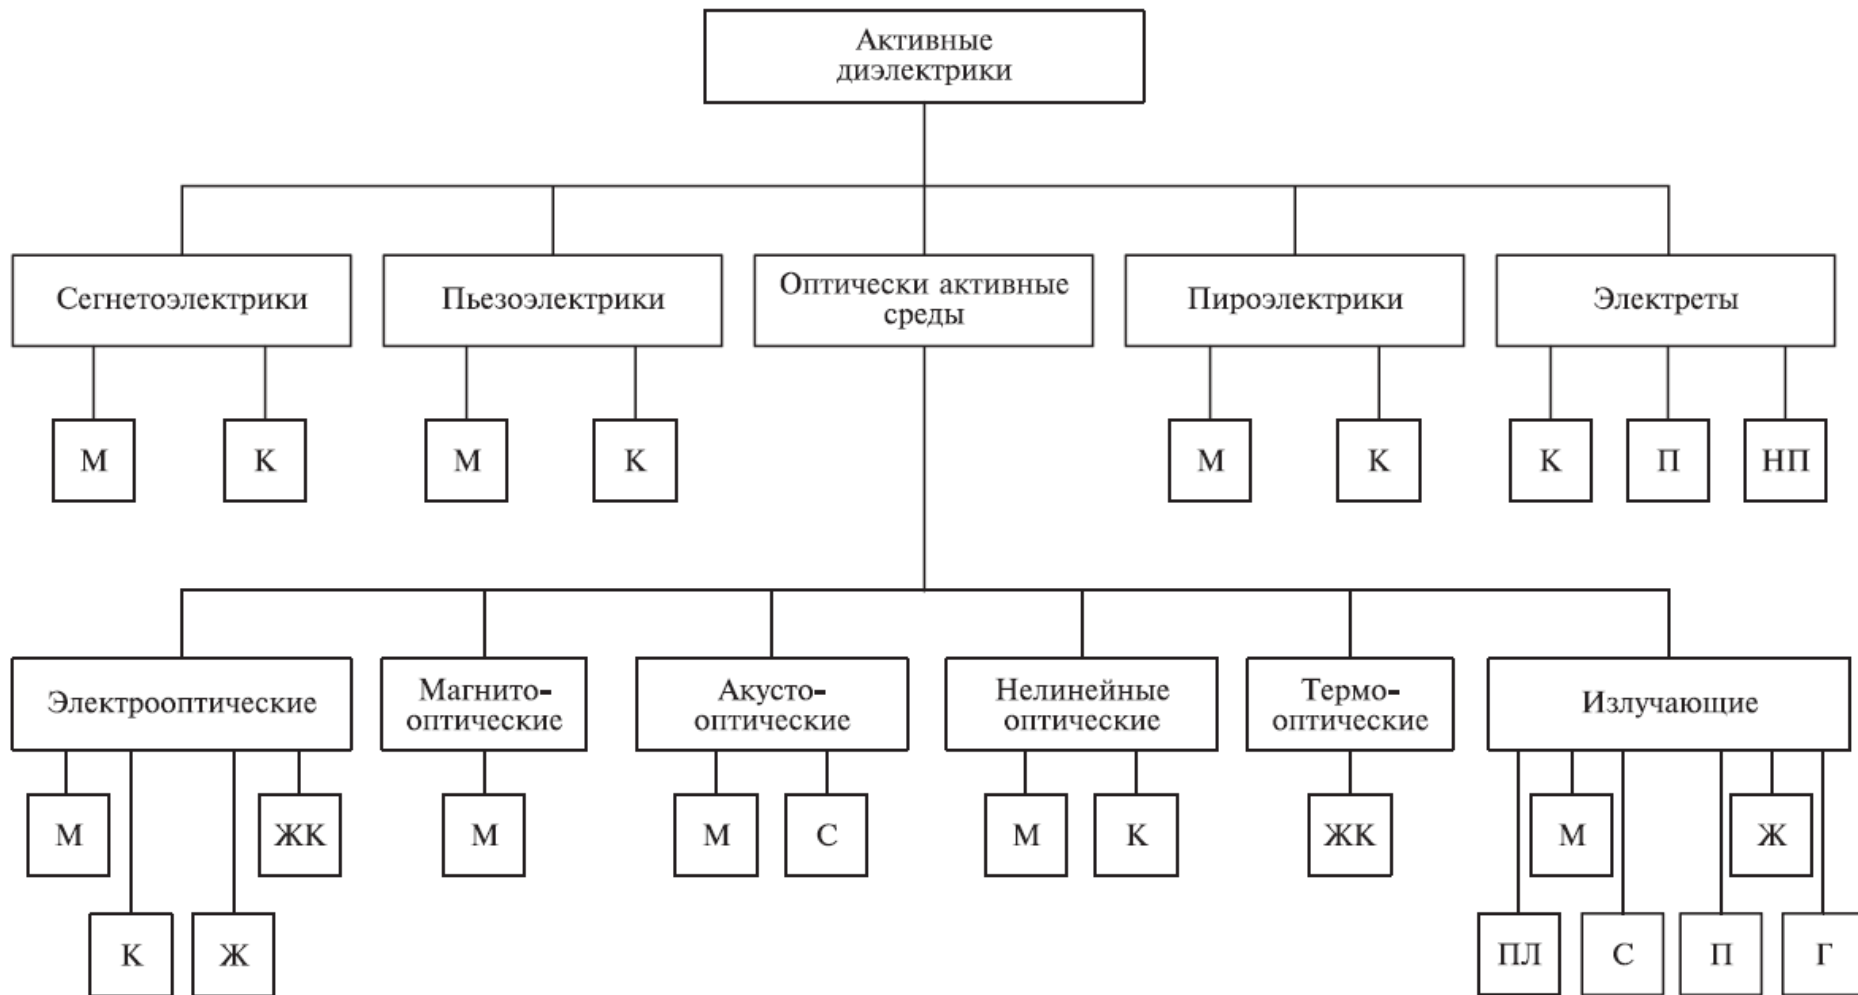 Активные
диэлектрики
Сегнетоэлектрики
Пьезоэлектрики
Оптически активные
среды
Пироэлектрики
Электреты
М
К
М
К
М
К
К
П
НП
Электрооптические
Магнито-
оптические
Акусто-
оптические
Нелинейные
оптические
Термо-
оптические
Излучающие
М
ЖК
М
М
С
М
К
ЖК
М
Ж
К
Ж
ПЛ
С
П
Г